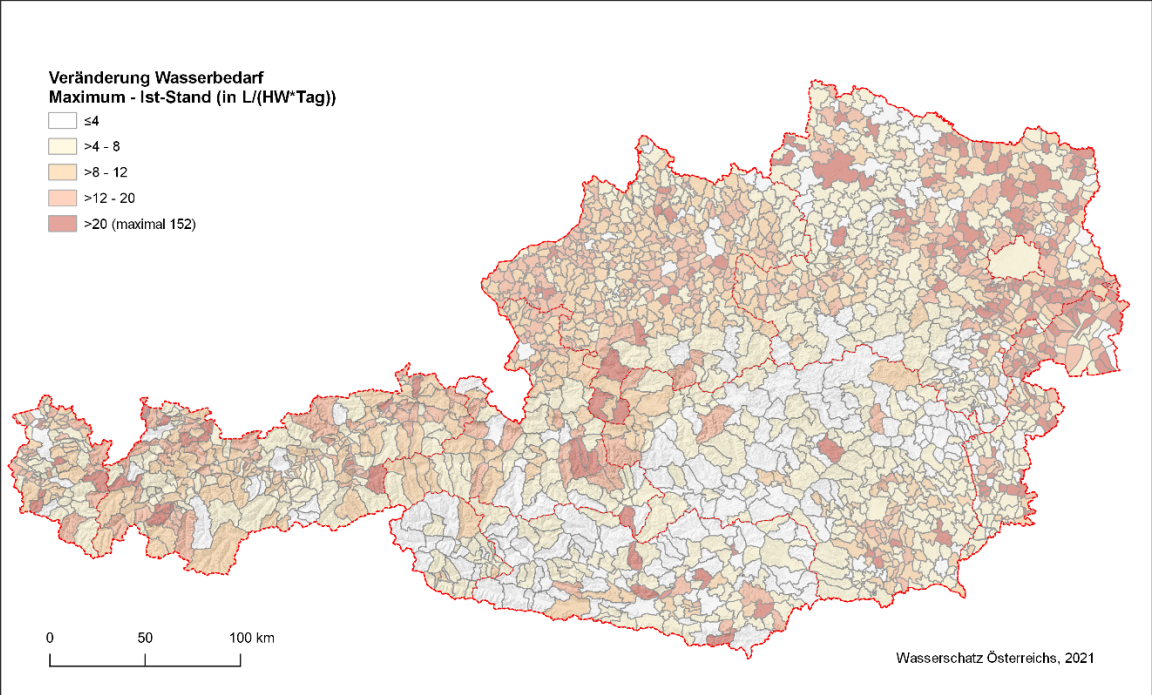 Veränderung Wasserbedarf
Maximum - Ist-Stand (in L/(HW*Tag))
≤4
>4 - 8
>8 - 12
>12 - 20
>20 (maximal 152)
0 50 100 km
Wasserschatz Österreichs, 2021